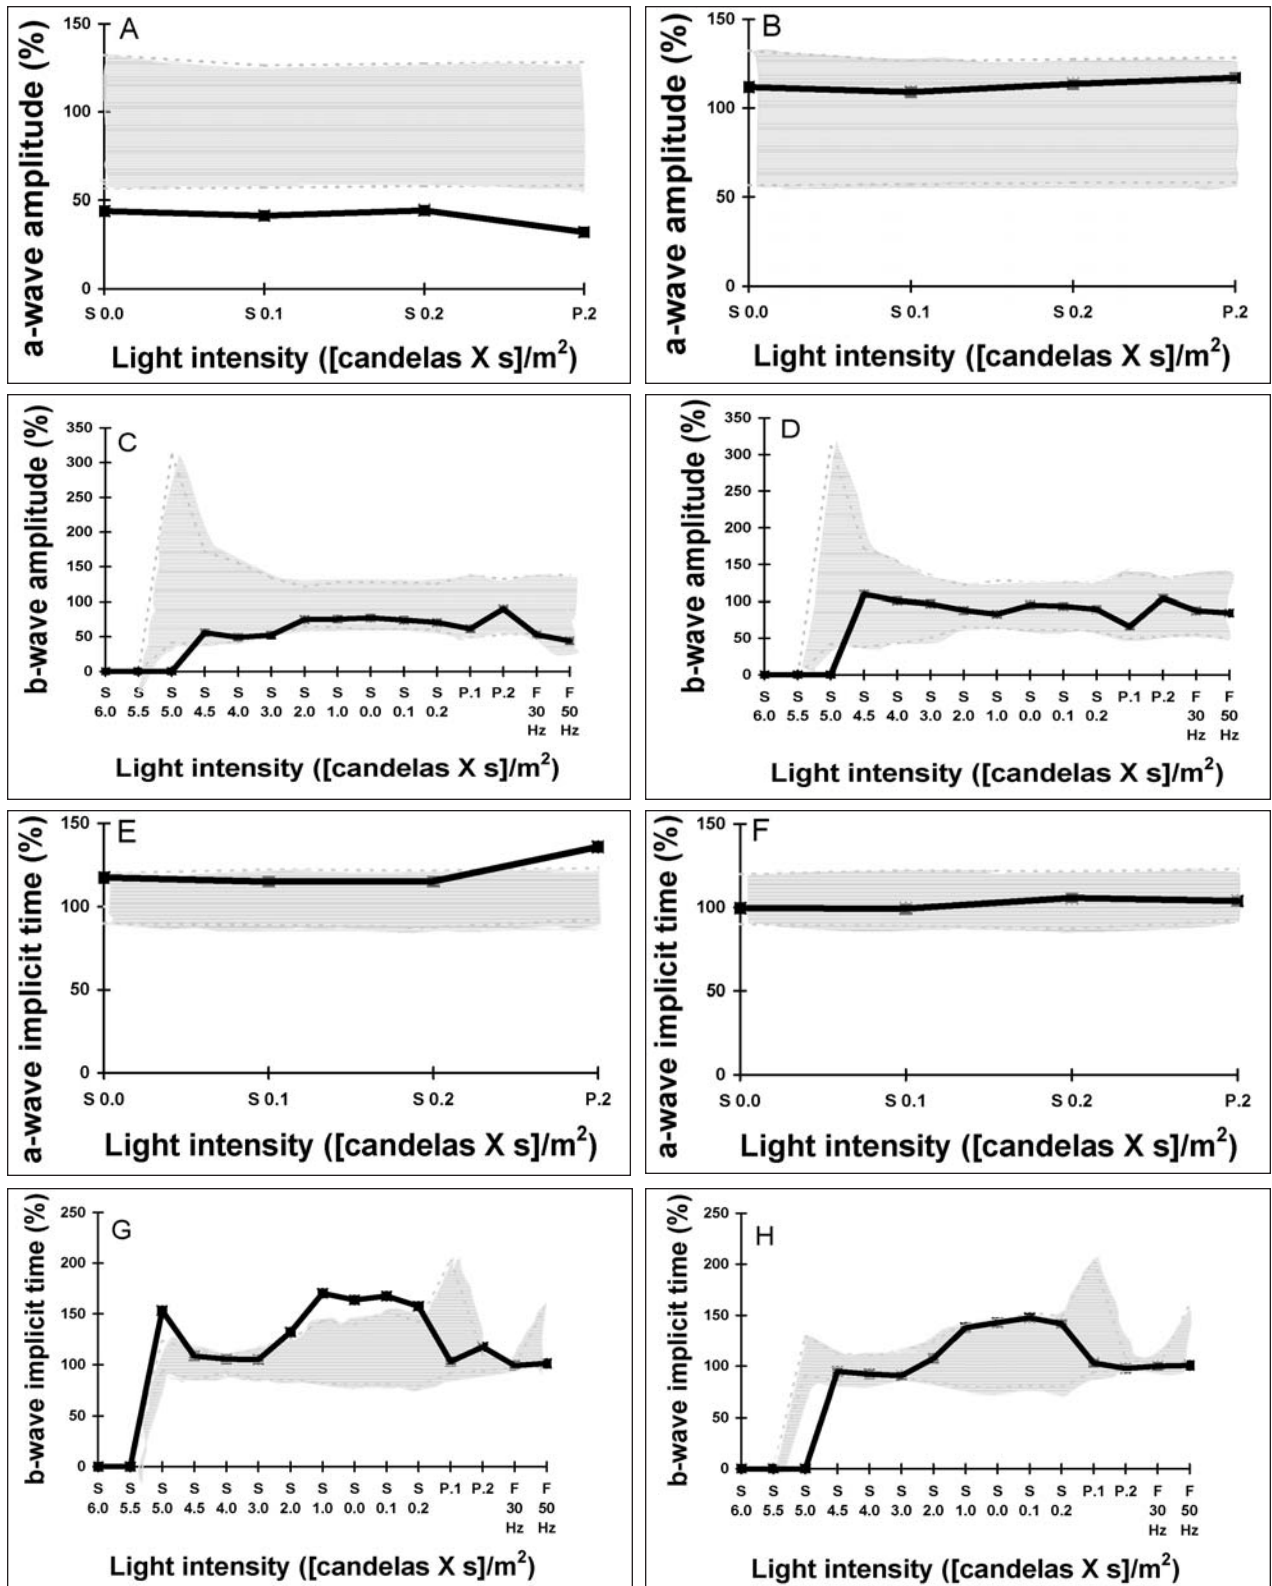 A
a-wave amplitude (%)
150
100
50
0
S 0.0 S 0.1 S 0.2 P.2
Light intensity ([candelas X s]/m²)
B
a-wave amplitude (%)
150
100
50
0
S 0.0 S 0.1 S 0.2 P.2
Light intensity ([candelas X s]/m²)
C
b-wave amplitude (%)
350
300
250
200
150
100
50
0
S S S S S S S S S S S P.1 P.2 F F
6.0 5.5 5.0 4.5 4.0 3.0 2.0 1.0 0.0 0.1 0.2 30 50
Hz Hz
Light intensity ([candelas X s]/m²)
D
b-wave amplitude (%)
350
300
250
200
150
100
50
0
S S S S S S S S S S S P.1 P.2 F F
6.0 5.5 5.0 4.5 4.0 3.0 2.0 1.0 0.0 0.1 0.2 30 50
Hz Hz
Light intensity ([candelas X s]/m²)
E
a-wave implicit time (%)
150
100
50
0
S 0.0 S 0.1 S 0.2 P.2
Light intensity ([candelas X s]/m²)
F
a-wave implicit time (%)
150
100
50
0
S 0.0 S 0.1 S 0.2 P.2
Light intensity ([candelas X s]/m²)
G
b-wave implicit time (%)
250
200
150
100
50
0
S S S S S S S S S S S P.1 P.2 F F
6.0 5.5 5.0 4.5 4.0 3.0 2.0 1.0 0.0 0.1 0.2 30 50
Hz Hz
Light intensity ([candelas X s]/m²)
H
b-wave implicit time (%)
250
200
150
100
50
0
S S S S S S S S S S S P.1 P.2 F F
6.0 5.5 5.0 4.5 4.0 3.0 2.0 1.0 0.0 0.1 0.2 30 50
Hz Hz
Light intensity ([candelas X s]/m²)